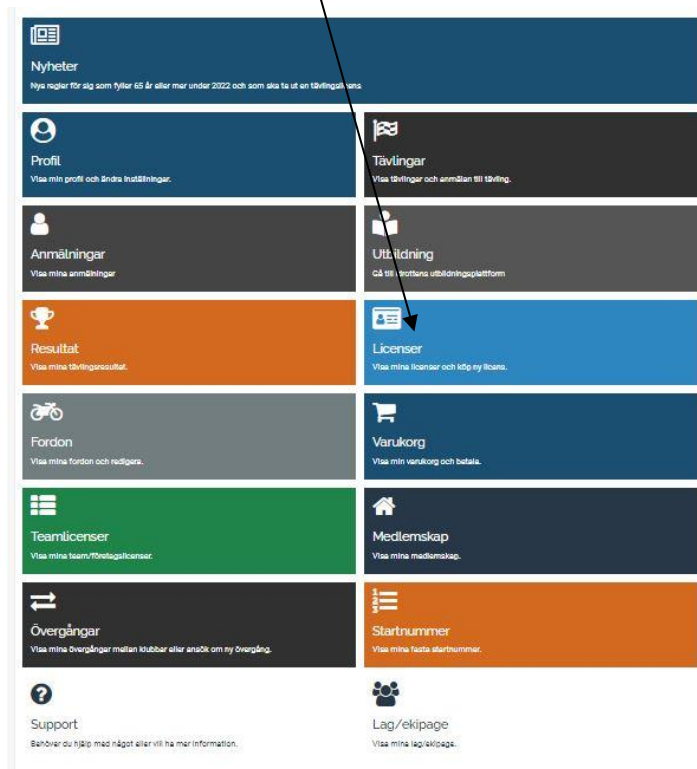 Nyheter
Nya regler för sig som fyller 65 år eller mer under 2022 och som ska ta ut en tävlingslicens
Profil
Visa min profil och ändra inställningar.
Tävlingar
Visa tävlingar och anmälan till tävling.
Anmälningar
Visa mina anmälningar
Utbildning
Gå till idrottens utbildningsplattform
Resultat
Visa mina tävlingsresultat.
Licenser
Visa mina licenser och köp ny licens.
Fordon
Visa mina fordon och redigera.
Varukorg
Visa min varukorg och betala.
Teamlicenser
Visa mina team/företagslicenser.
Medlemskap
Visa mina medlemskap.
Övergångar
Visa mina övergångar mellan klubbar eller ansök om ny övergång.
Startnummer
Visa mina fasta startnummer.
Support
Behöver du hjälp med något eller vill ha mer information.
Lag/ekipage
Visa mina lag/ekipage.